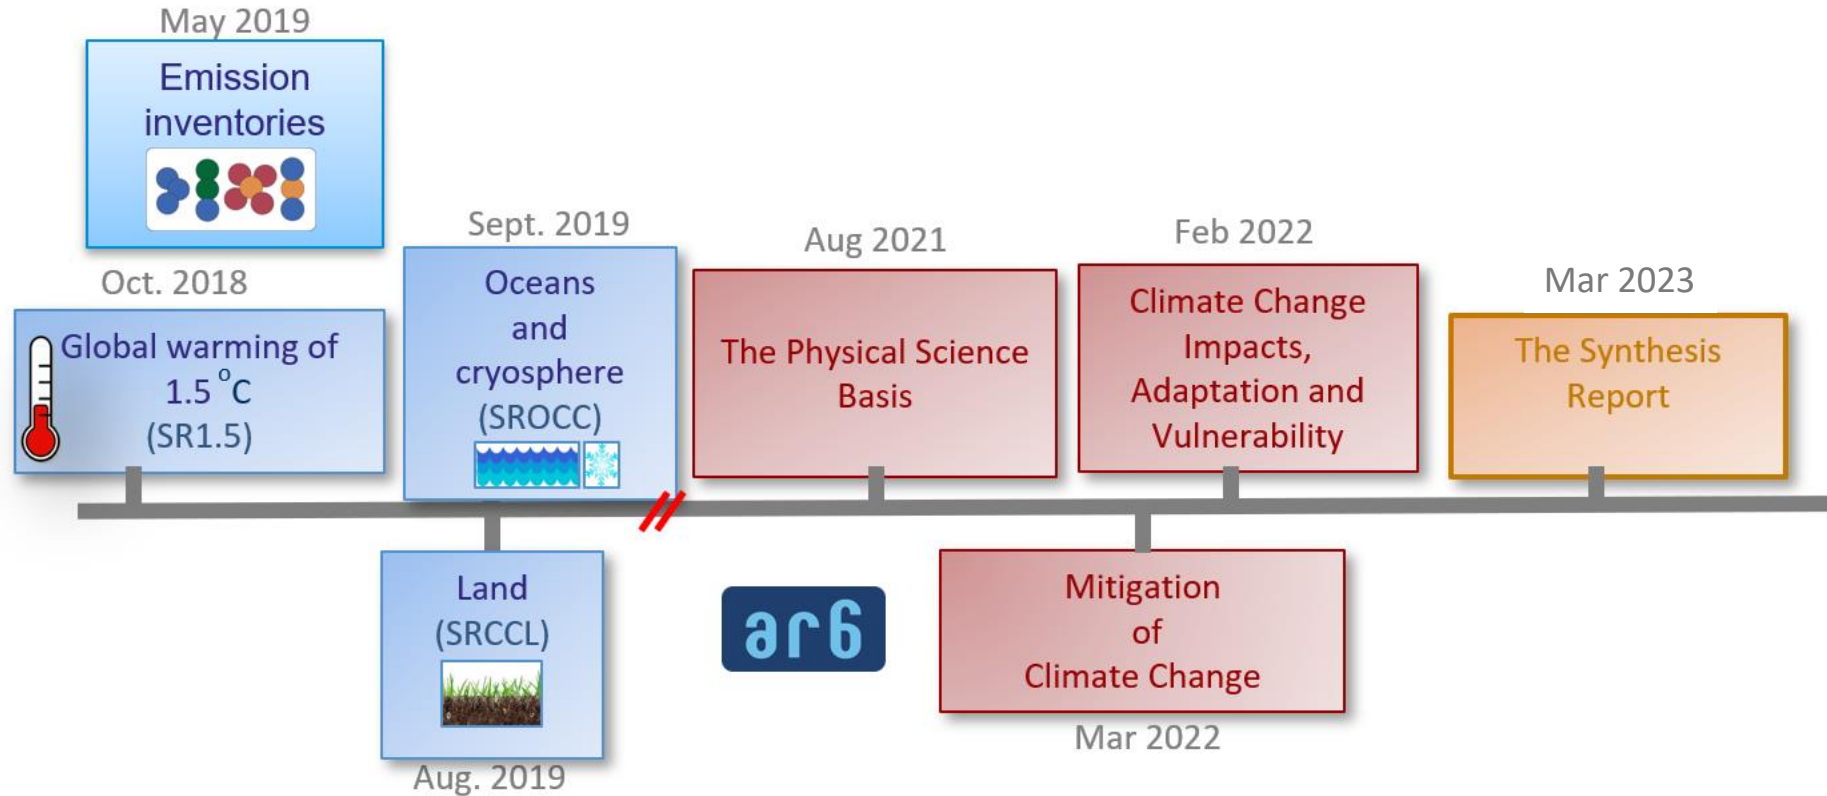 May 2019
Emission
inventories
Oct. 2018
Global warming of
1.5 °C
(SR1.5)
Sept. 2019
Oceans
and
cryosphere
(SROCC)
Land
(SRCCL)
Aug. 2019
Aug 2021
The Physical Science
Basis
ar6
Feb 2022
Climate Change
Impacts,
Adaptation and
Vulnerability
Mitigation
of
Climate Change
Mar 2022
Mar 2023
The Synthesis
Report